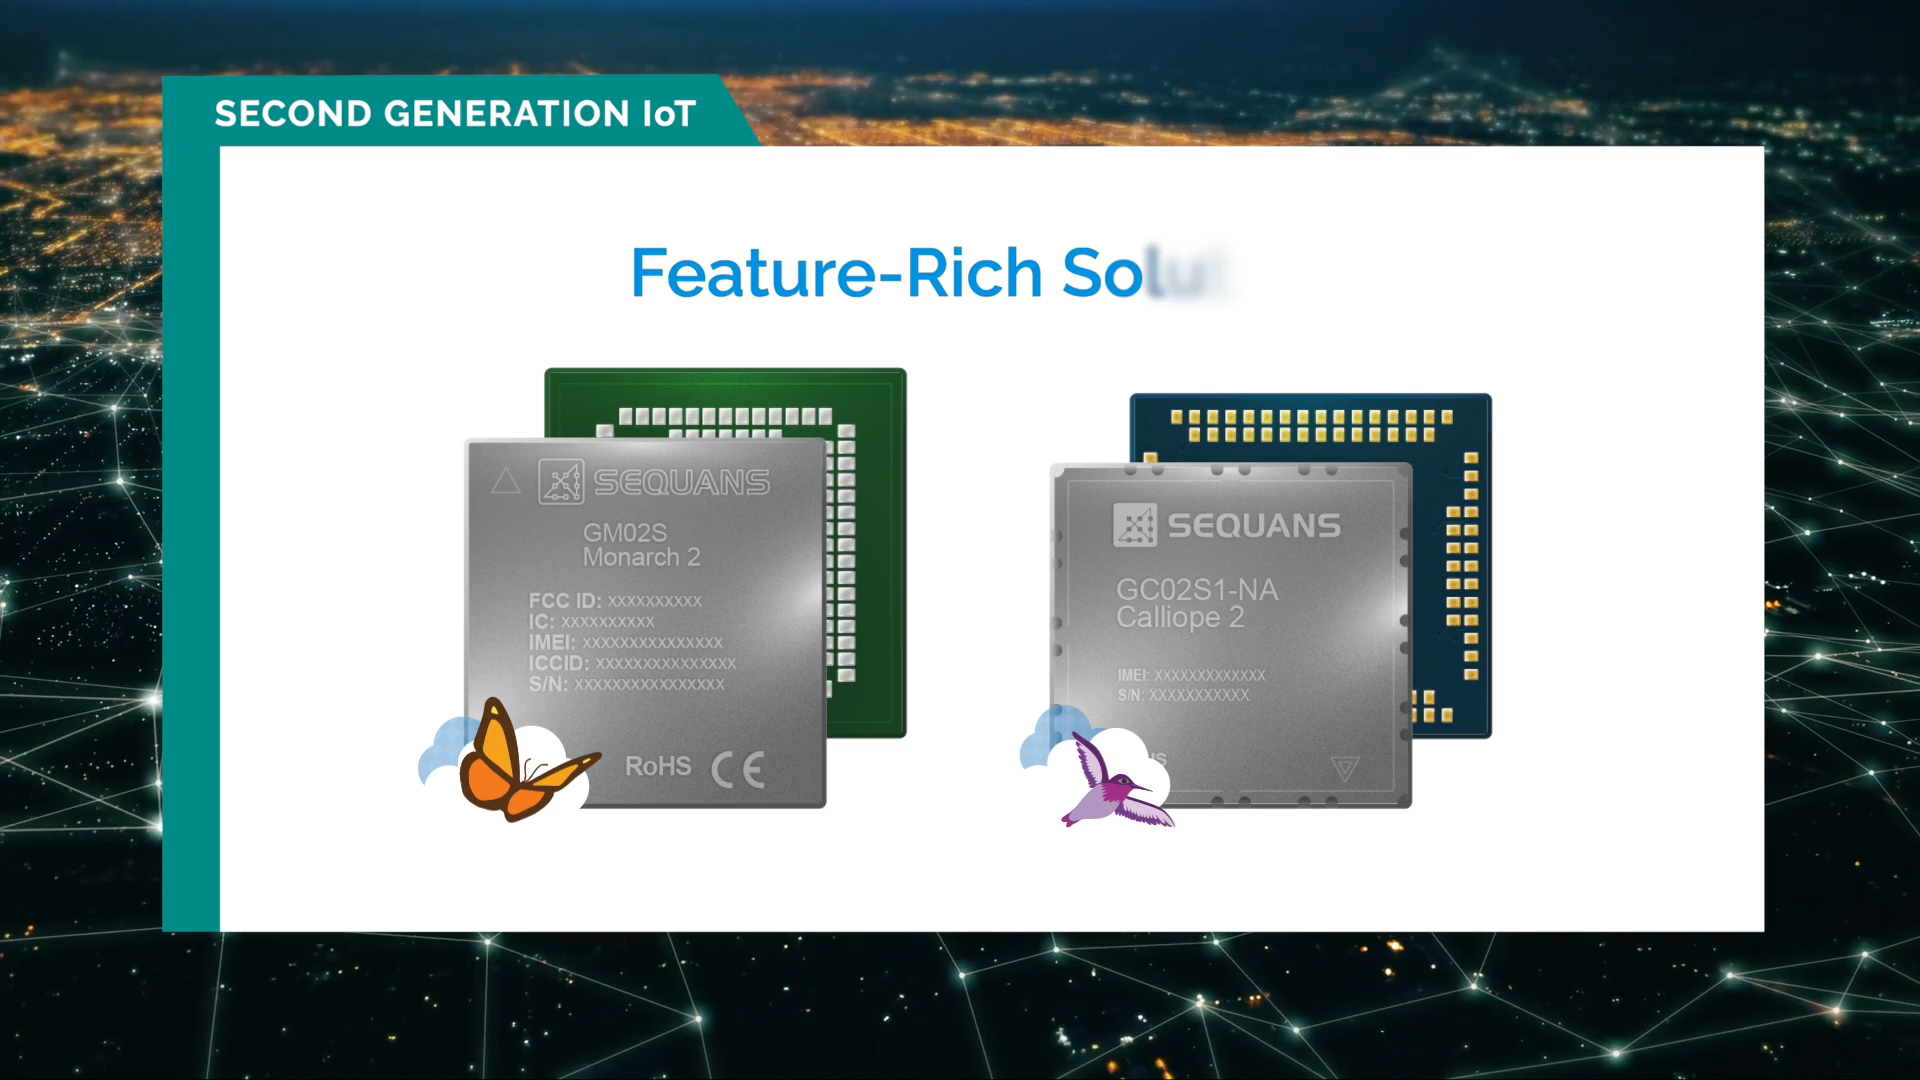 SECOND GENERATION IoT
Feature-Rich
SEQUANS
GM02S
Monarch 2
FCC ID: XXXXXXXXXX
IC: XXXXXXXXXX
IMEI: XXXXXXXXXXXXXXX
ICCID: XXXXXXXXXXXXXXX
S/N: XXXXXXXXXXXXXXXX
RoHS CE
SEQUANS
GC02S1-NA
Calliope 2
IMEI: XXXXXXXXXXXXX
S/N: XXXXXXXXXXX